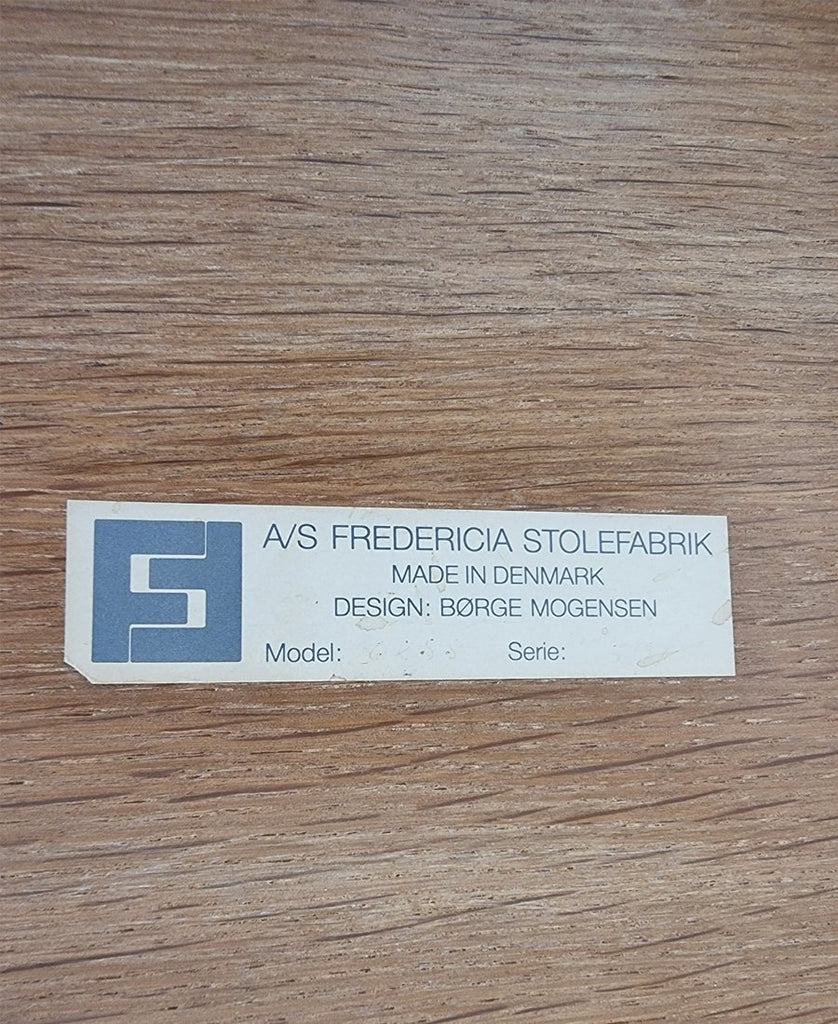 A/S FREDERICIA STOLEFABRIK
MADE IN DENMARK
DESIGN: BØRGE MOGENSEN
Model: Serie: